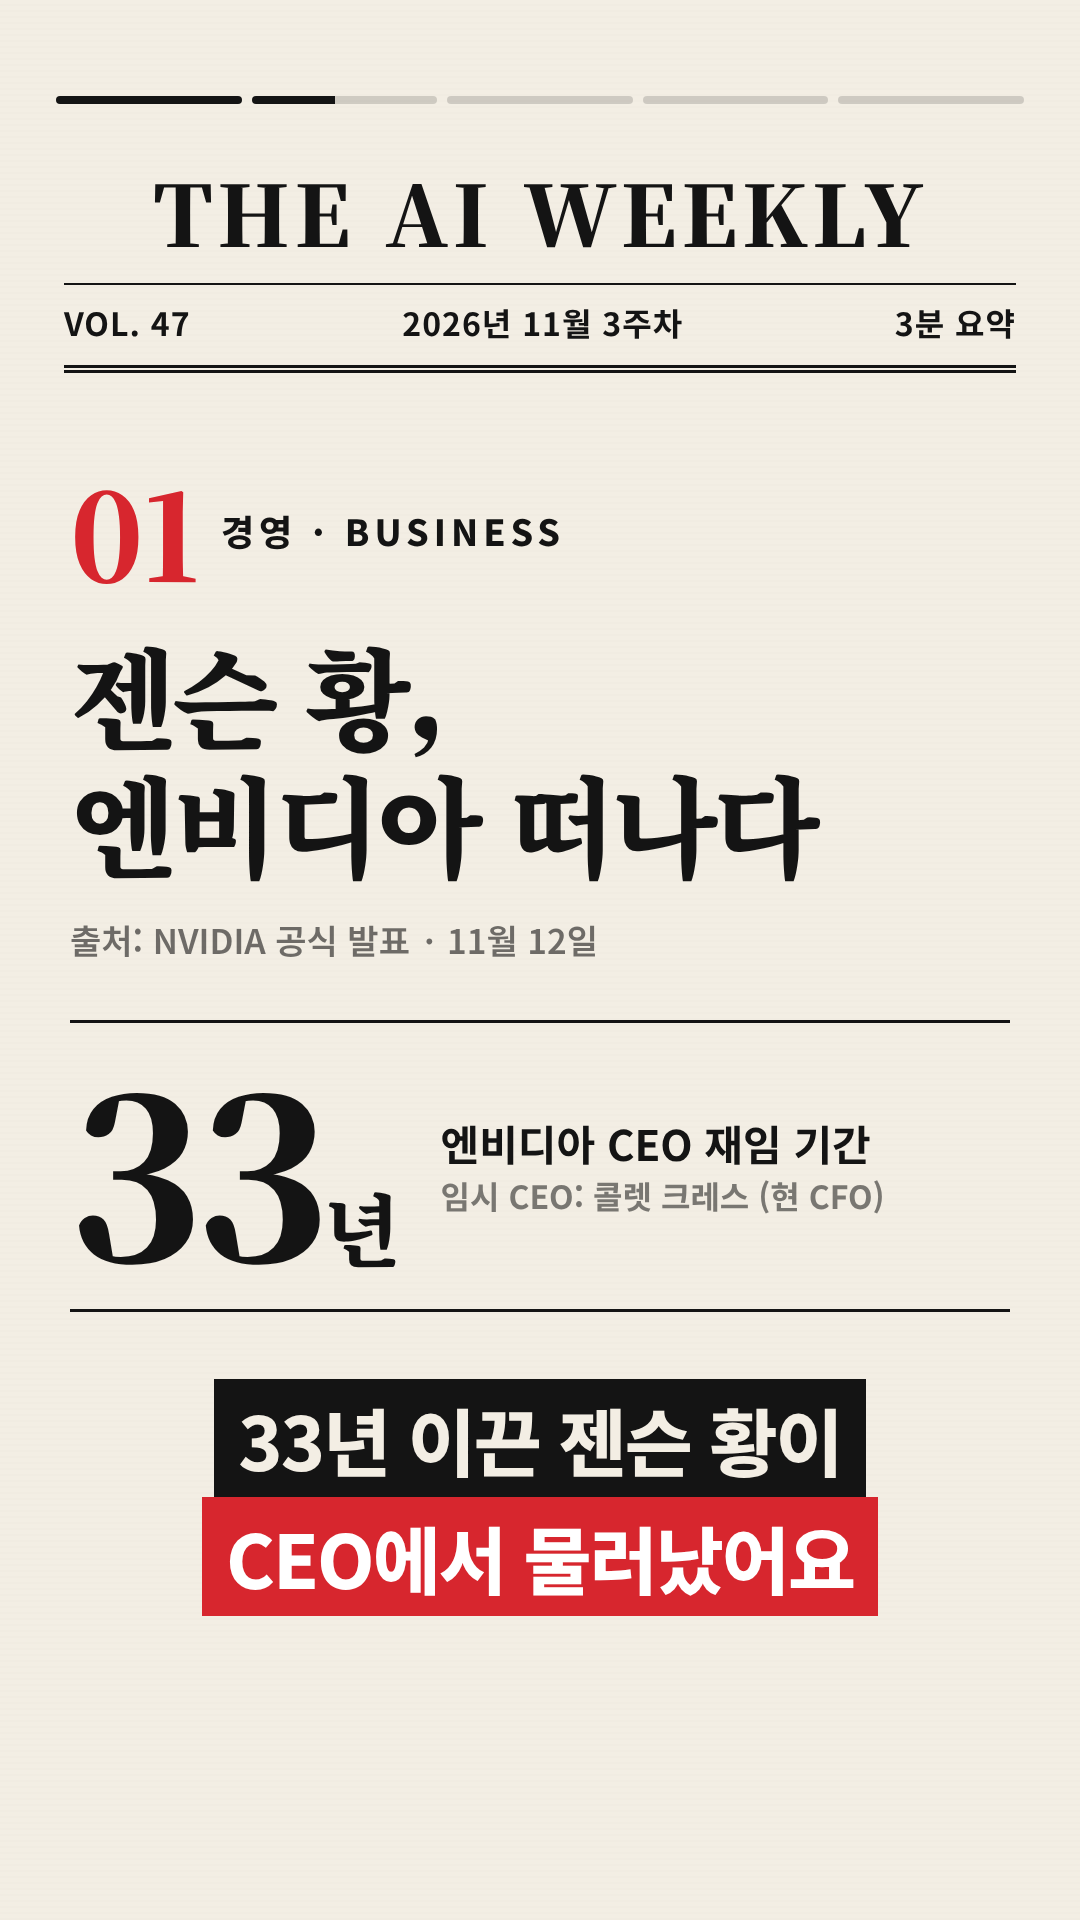 THE AI WEEKLY
VOL. 47 2026년 11월 3주차 3분 요약
01 경영 · BUSINESS
젠슨 황,
엔비디아 떠나다
출처: NVIDIA 공식 발표 · 11월 12일
33년
엔비디아 CEO 재임 기간
임시 CEO: 콜렛 크레스 (현 CFO)
33년 이끈 젠슨 황이
CEO에서 물러났어요